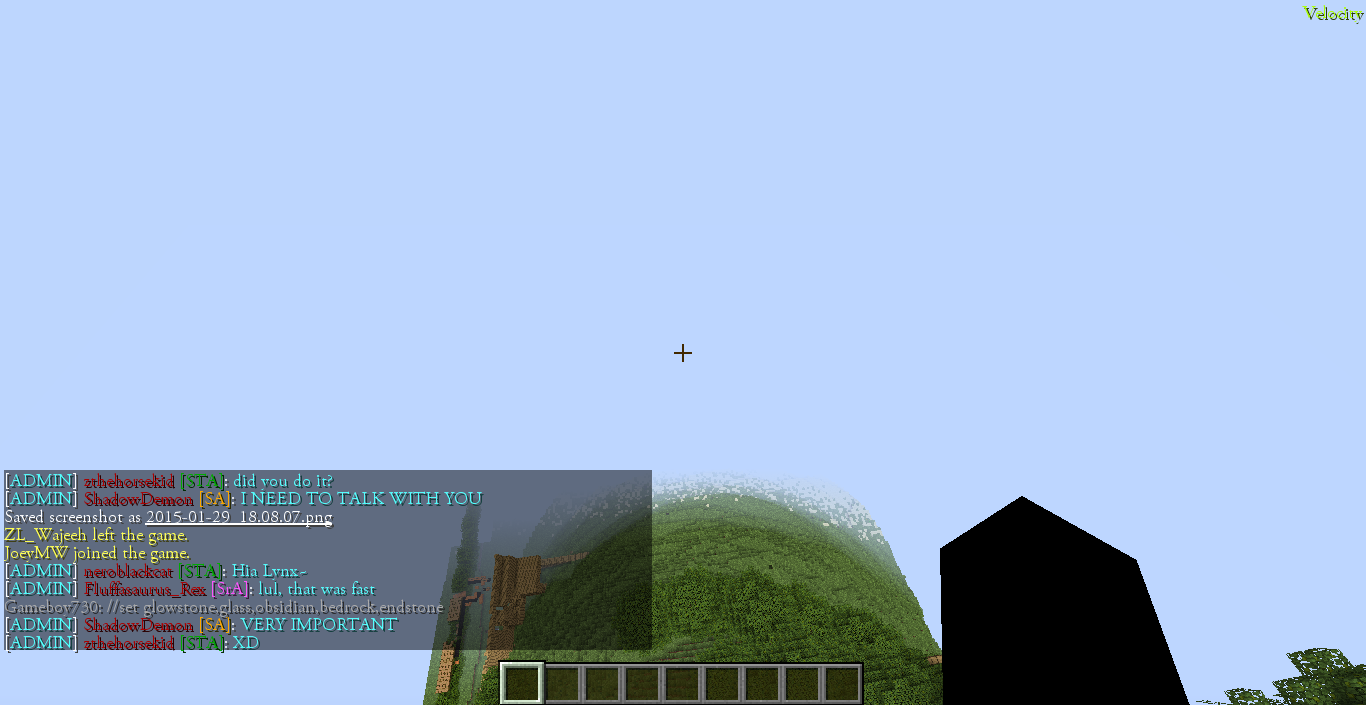 Velocity
[ADMIN] zthehorsekid [STA]: did you do it?
[ADMIN] ShadowDemon [SA]: I NEED TO TALK WITH YOU
Saved screenshot as 2015-01-29_18.08.07.png
ZL_Wajeeh left the game.
JoeyMW joined the game.
[ADMIN] neroblackcat [STA]: Hia Lynx~
[ADMIN] Fluffasaurus_Rex [SrA]: lul, that was fast
Gameboy730: //set glowstone,glass,obsidian,bedrock,endstone
[ADMIN] ShadowDemon [SA]: VERY IMPORTANT
[ADMIN] zthehorsekid [STA]: XD